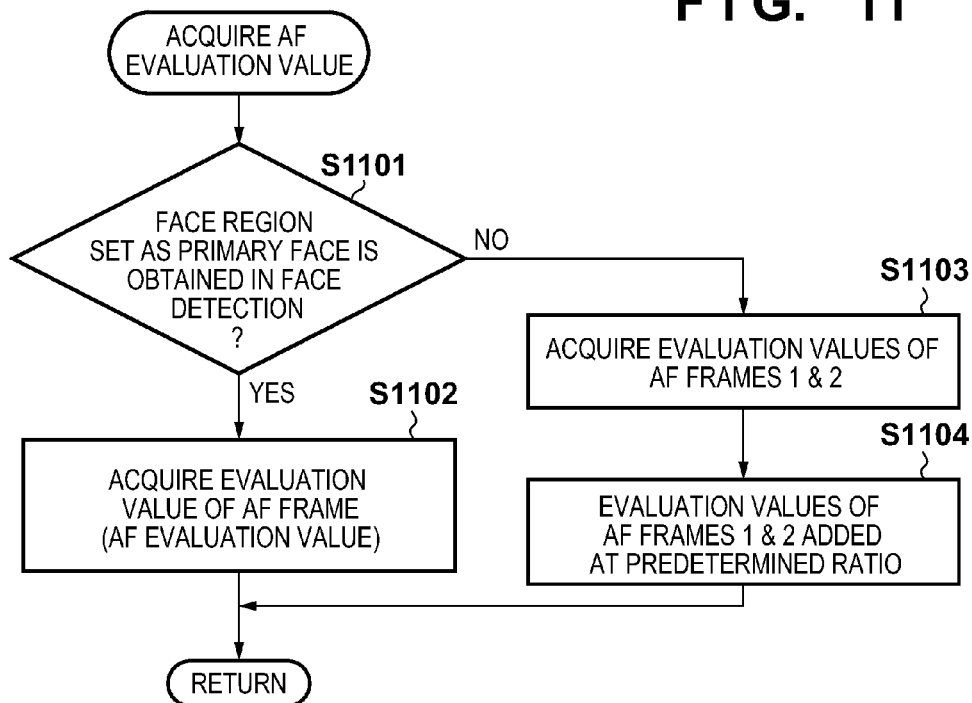 FIG. 11
ACQUIRE AF
EVALUATION VALUE
S1101
FACE REGION
SET AS PRIMARY FACE IS
OBTAINED IN FACE
DETECTION
?
NO
YES
S1102
ACQUIRE EVALUATION
VALUE OF AF FRAME
(AF EVALUATION VALUE)
S1103
ACQUIRE EVALUATION VALUES OF
AF FRAMES 1 & 2
S1104
EVALUATION VALUES OF
AF FRAMES 1 & 2 ADDED
AT PREDETERMINED RATIO
RETURN